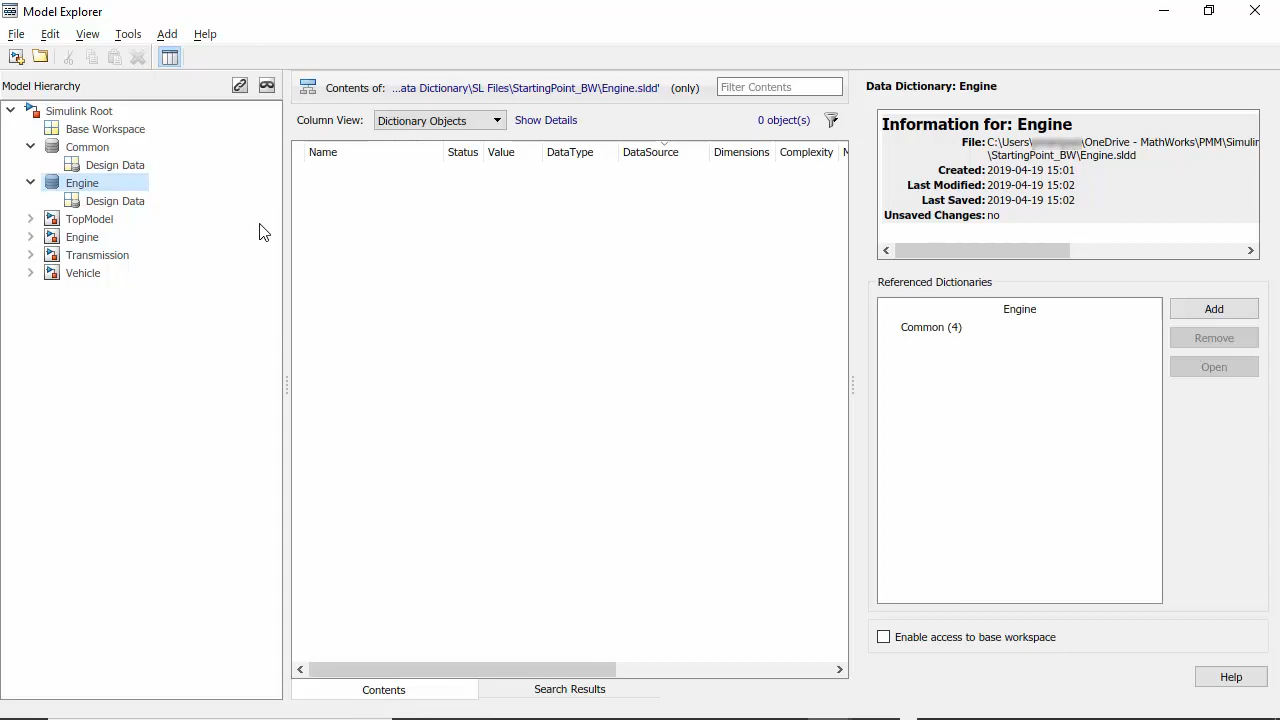 Model Explorer
File Edit View Tools Add Help
Model Hierarchy
Simulink Root
Base Workspace
Common
Design Data
Engine
Design Data
TopModel
Engine
Transmission
Vehicle
Contents of: ...ata Dictionary\SL Files\StartingPoint_BW\Engine.sldd' (only)
Filter Contents
Column View: Dictionary Objects Show Details 0 object(s)
Name Status Value DataType DataSource Dimensions Complexity
Contents Search Results
Data Dictionary: Engine
Information for: Engine
File: C:\Users\ \OneDrive - MathWorks\PMM\Simulin
\StartingPoint_BW\Engine.sldd
Created: 2019-04-19 15:01
Last Modified: 2019-04-19 15:02
Last Saved: 2019-04-19 15:02
Unsaved Changes: no
Referenced Dictionaries
Engine
Common (4)
Add
Remove
Open
Enable access to base workspace
Help